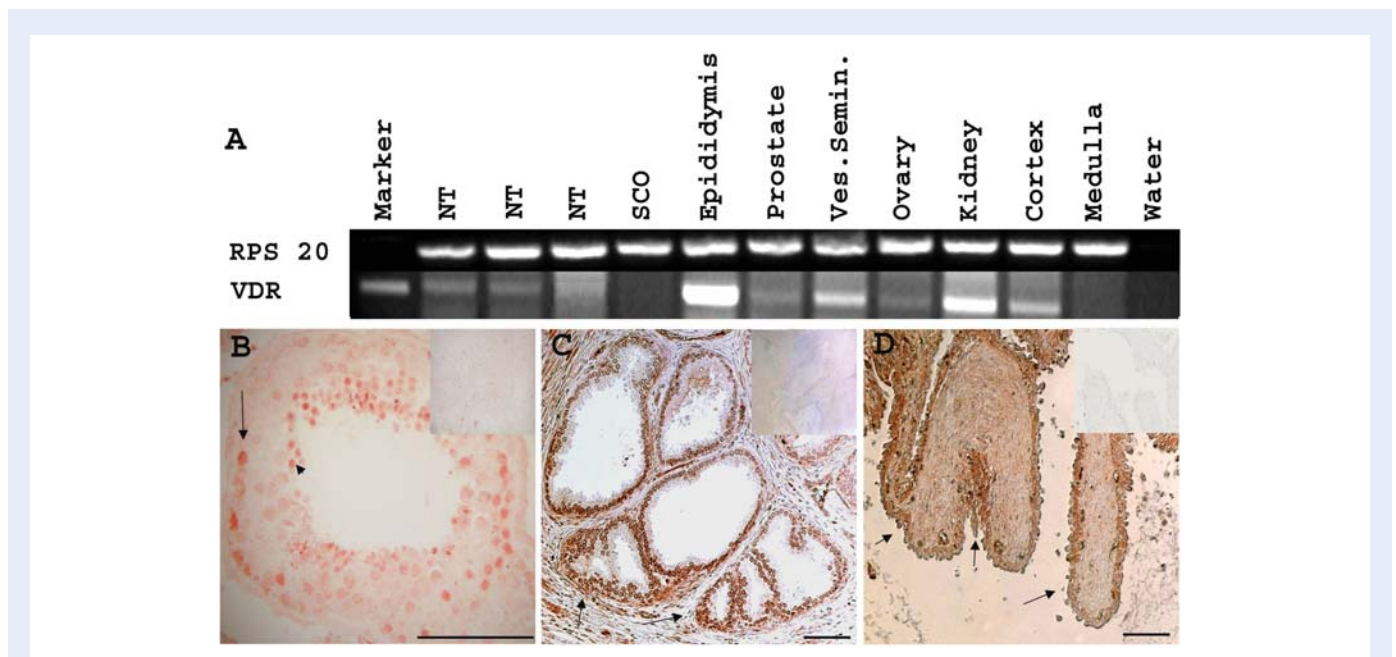 A
Marker
NT
NT
NT
SCO
Epididymis
Prostate
Ves.Semin.
Ovary
Kidney
Cortex
Medulla
Water
RPS 20
VDR
B
C
D